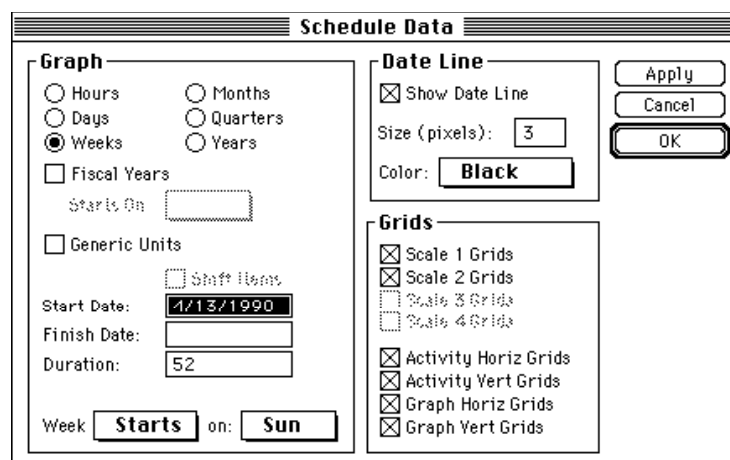 Schedule Data
Graph
Hours
Months
Days
Quarters
Weeks
Years
Fiscal Years
Starts On
Generic Units
Shift Items
Start Date: 4/13/1990
Finish Date:
Duration: 52
Week Starts on: Sun
Date Line
Show Date Line
Size (pixels): 3
Color: Black
Grids
Scale 1 Grids
Scale 2 Grids
Scale 3 Grids
Scale 4 Grids
Activity Horiz Grids
Activity Vert Grids
Graph Horiz Grids
Graph Vert Grids
Apply
Cancel
OK